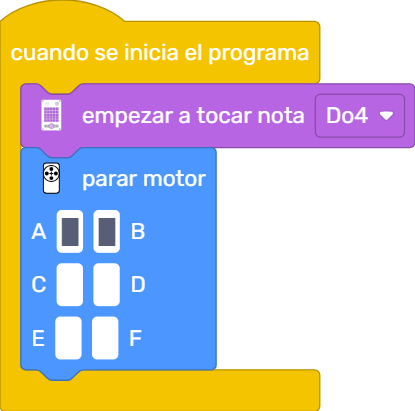 cuando se inicia el programa
empezar a tocar nota Do4
parar motor
A B
C D
E F